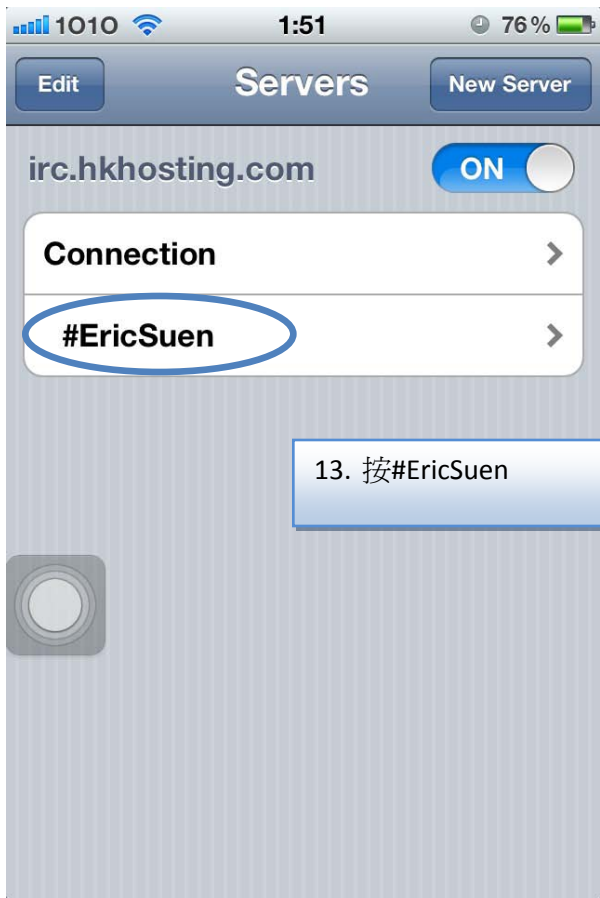 1010 1:51 76%
Edit Servers New Server
irc.hkhosting.com ON
Connection
#EricSuen
13. 按#EricSuen